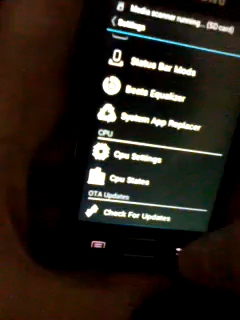 Media scanner running... (SD card)
Settings
Status Bar Mods
Beats Equalizer
System App Replacer
CPU
Cpu Settings
Cpu States
OTA Updates
Check For Updates